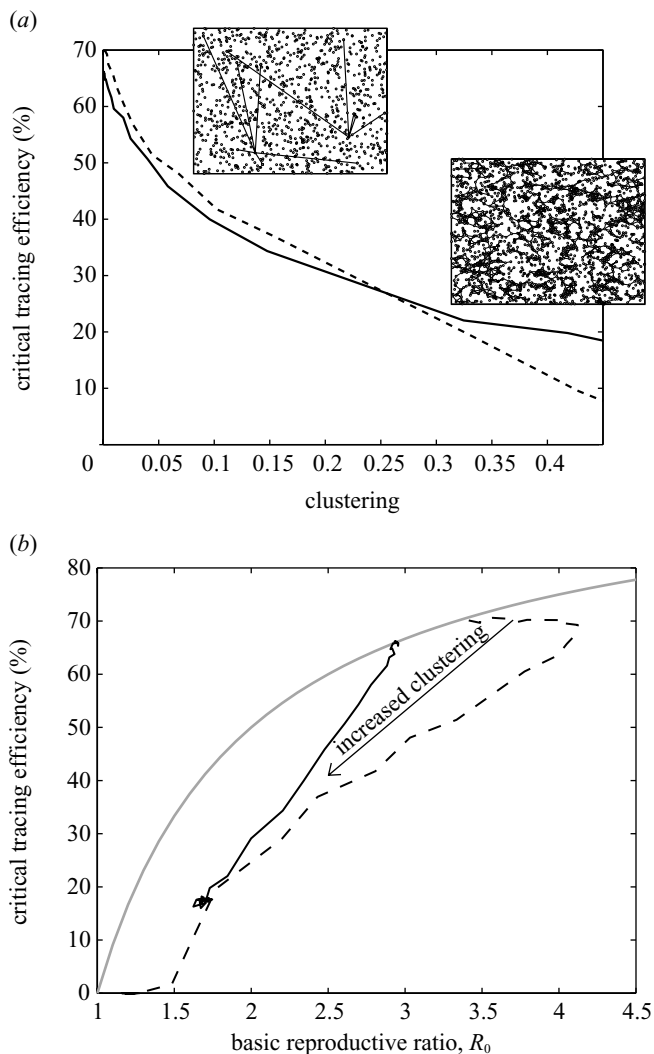 (a)
70
60
50
40
30
20
10
critical tracing efficiency (%)
0 0.05 0.1 0.15 0.2 0.25 0.3 0.35 0.4
clustering
(b)
80
70
60
50
40
30
20
10
0
critical tracing efficiency (%)
increased clustering
1 1.5 2 2.5 3 3.5 4 4.5
basic reproductive ratio, R₀